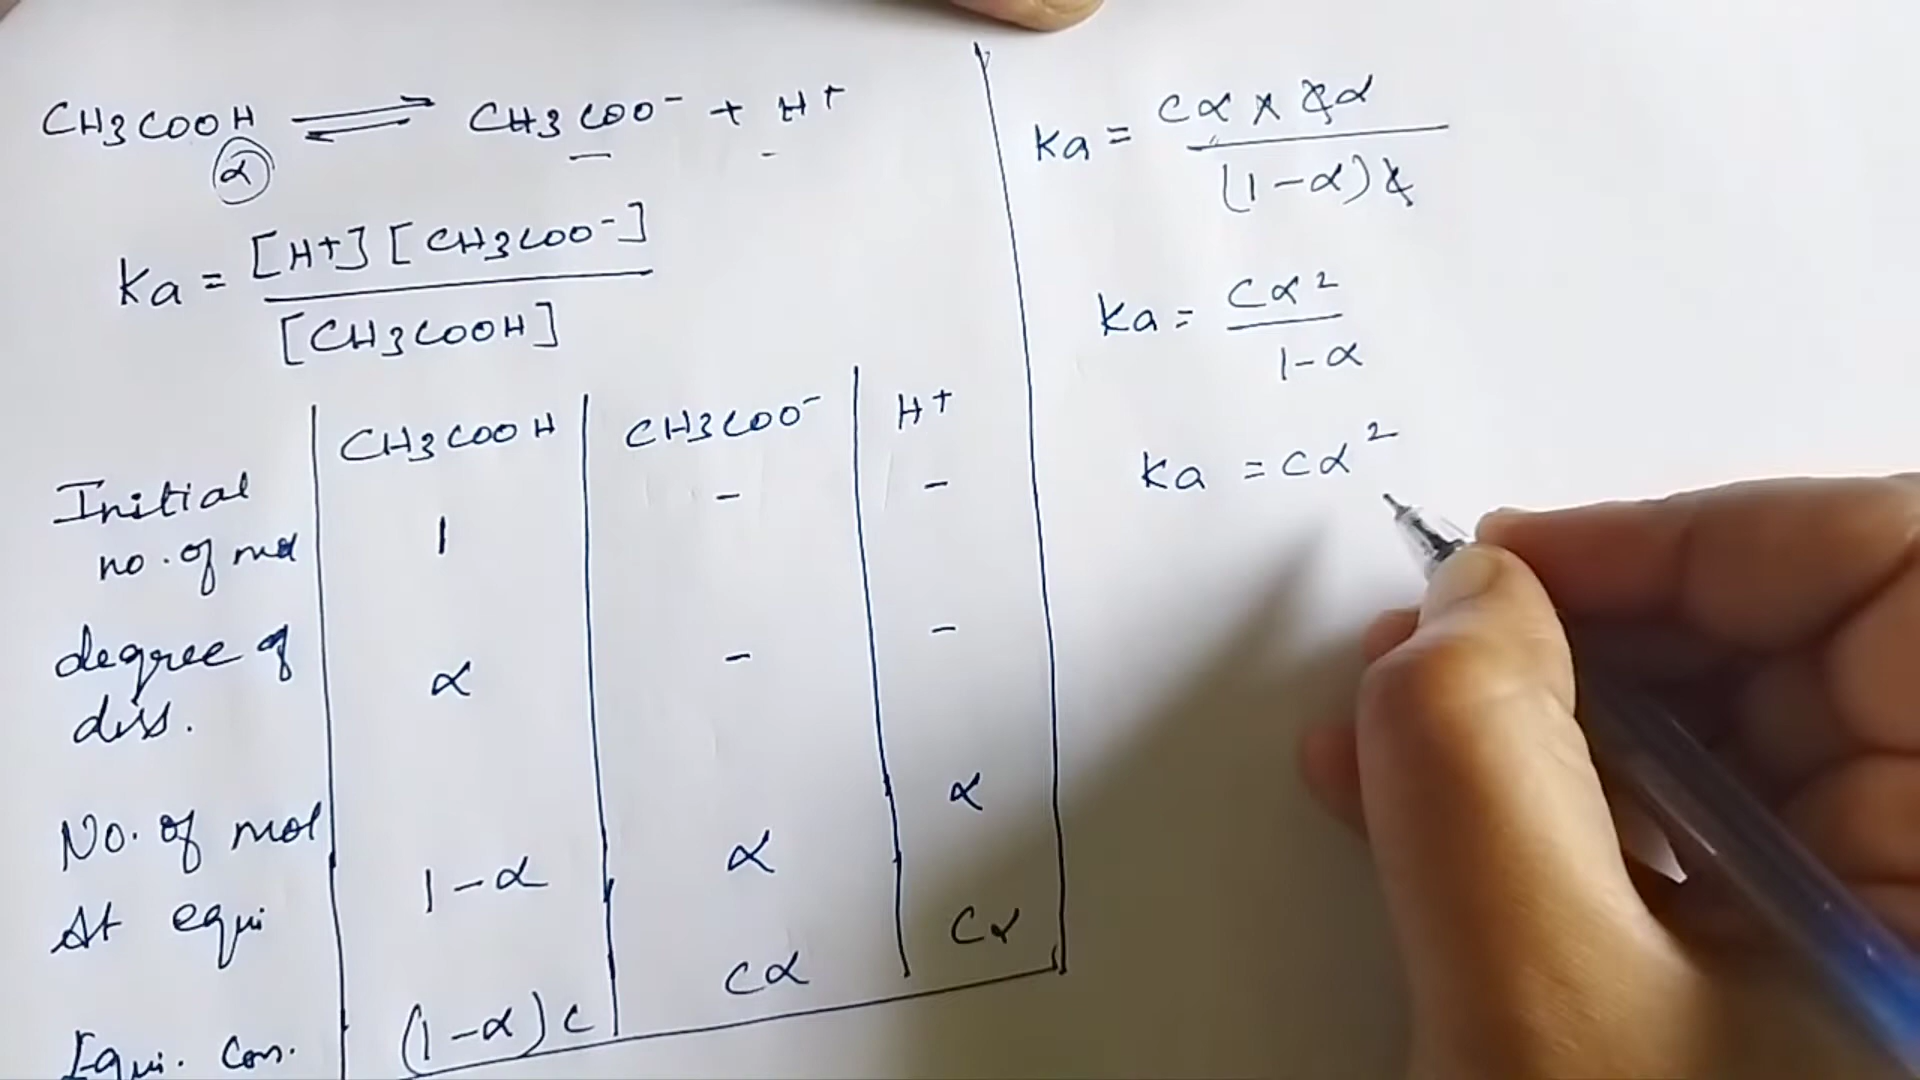 CH3COOH ⇌ CH3COO⁻ + H⁺
α
Ka = [H+] [CH3COO⁻]
[CH3COOH]
CH3COOH CH3COO⁻ H⁺
Initial
no. of mol 1 - -
degree of
diss. α - -
No. of mol
At equi 1-α α α
Equi. Con. (1-α)c cα cα
Ka = cα × cα
(1-α)c
Ka = cα²
1-α
Ka = cα²